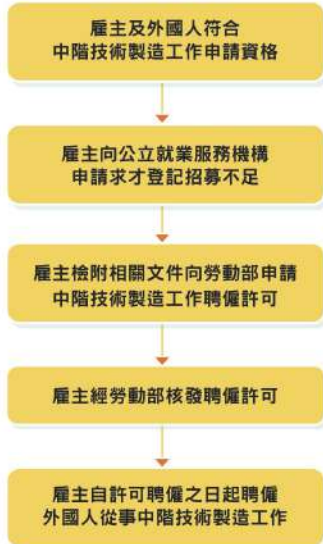 雇主及外國人符合
中階技術製造工作申請資格
雇主向公立就業服務機構
申請求才登記招募不足
雇主檢附相關文件向勞動部申請
中階技術製造工作聘僱許可
雇主經勞動部核發聘僱許可
雇主自許可聘僱之日起聘僱
外國人從事中階技術製造工作